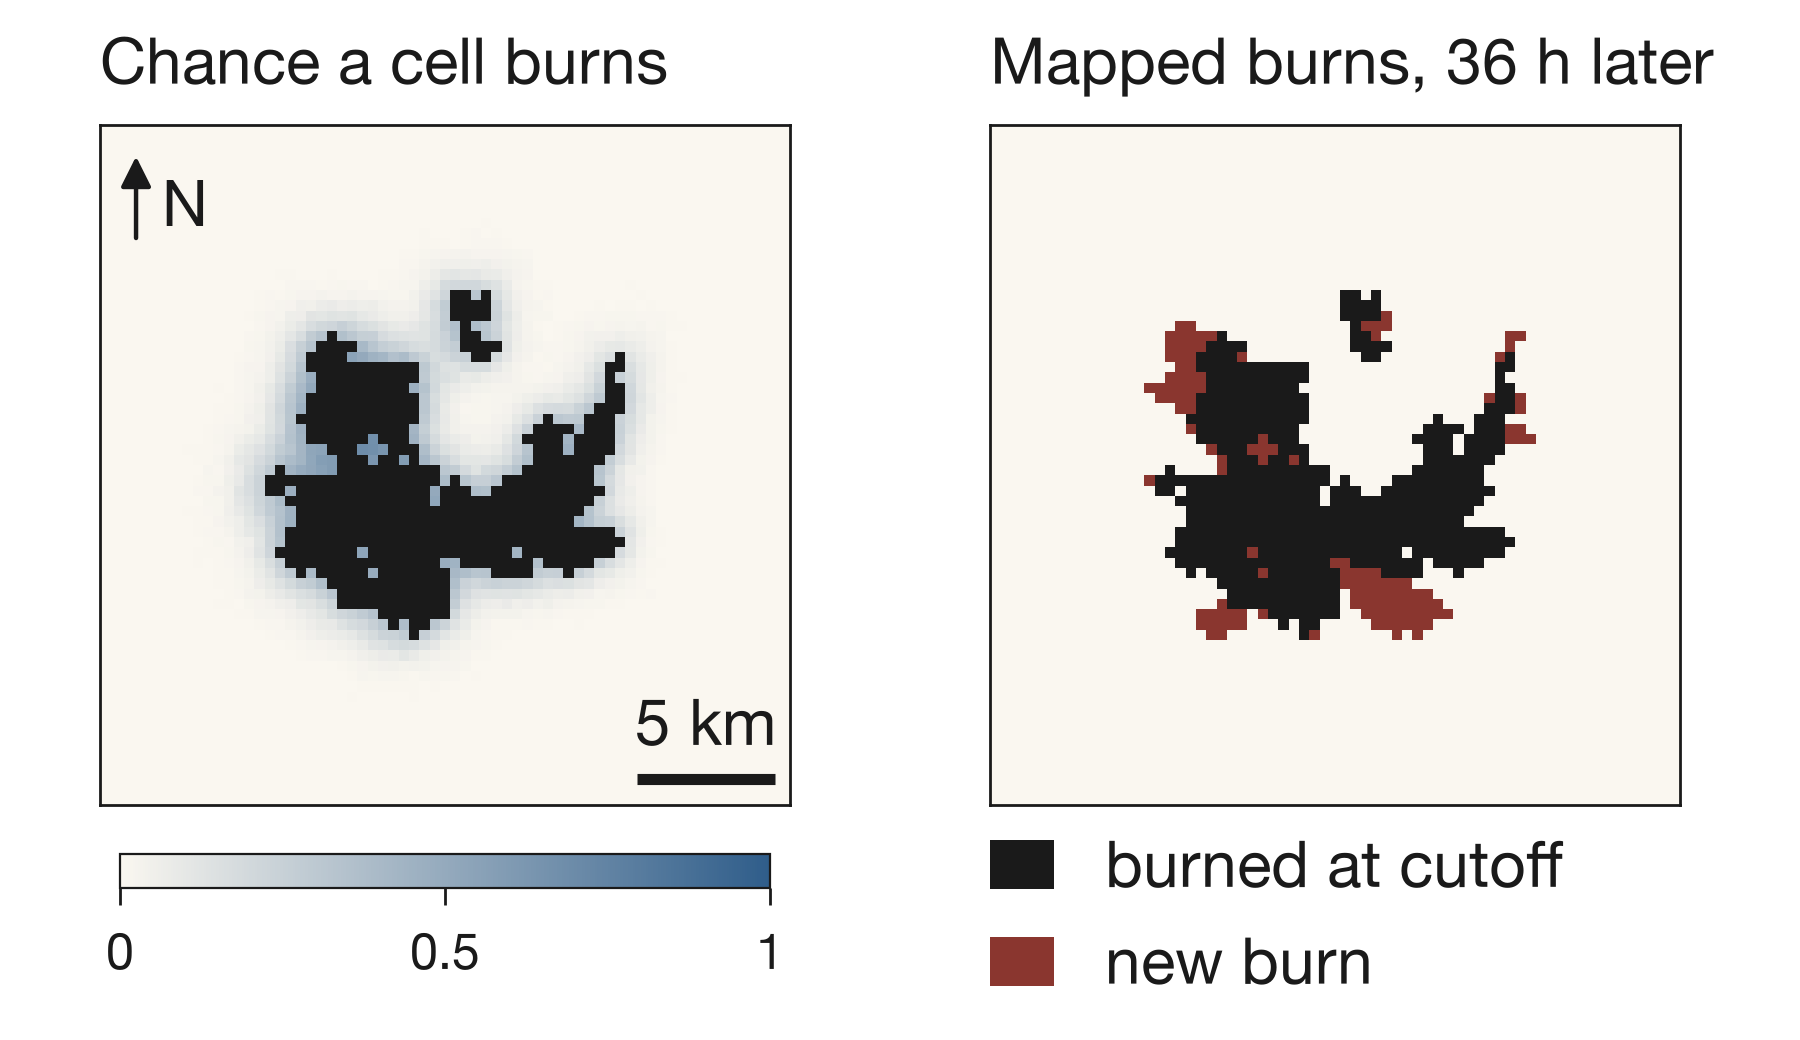 Chance a cell burns
Mapped burns, 36 h later
N
5 km
0
0.5
1
burned at cutoff
new burn